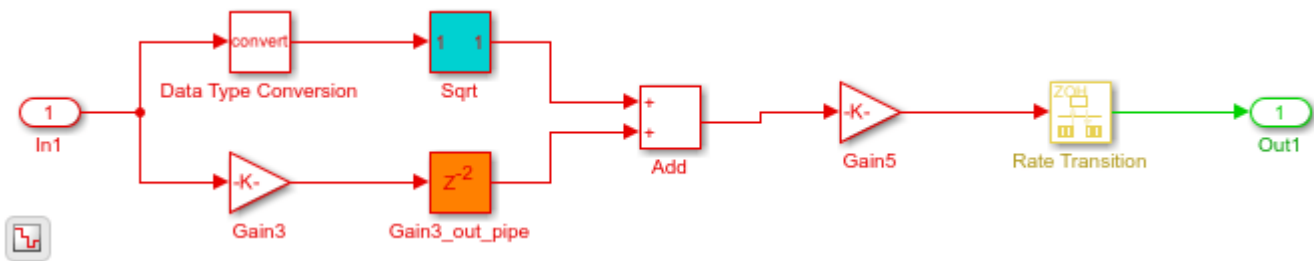 convert
1 1
Data Type Conversion
Sqrt
1
In1
+
+
Add
-K-
Gain5
ZOH
Rate Transition
1
Out1
-K-
Gain3
Z-2
Gain3_out_pipe